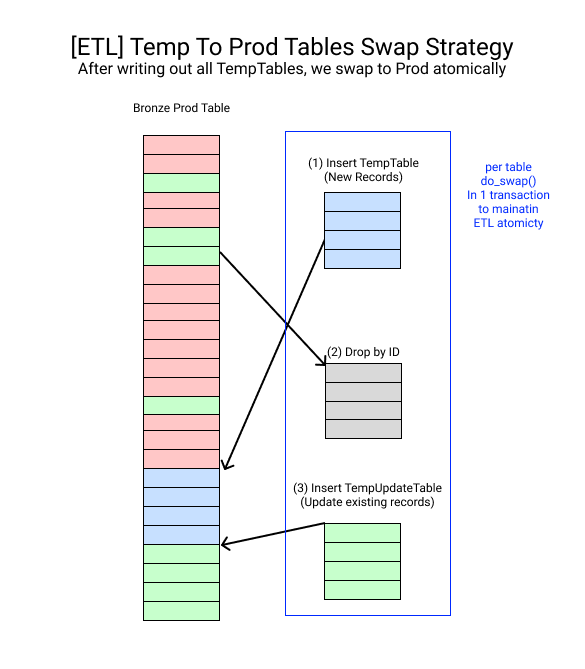 [ETL] Temp To Prod Tables Swap Strategy
After writing out all TempTables, we swap to Prod atomically
Bronze Prod Table
(1) Insert TempTable
(New Records)
per table
do_swap()
In 1 transaction
to mainatin
ETL atomicty
(2) Drop by ID
(3) Insert TempUpdateTable
(Update existing records)